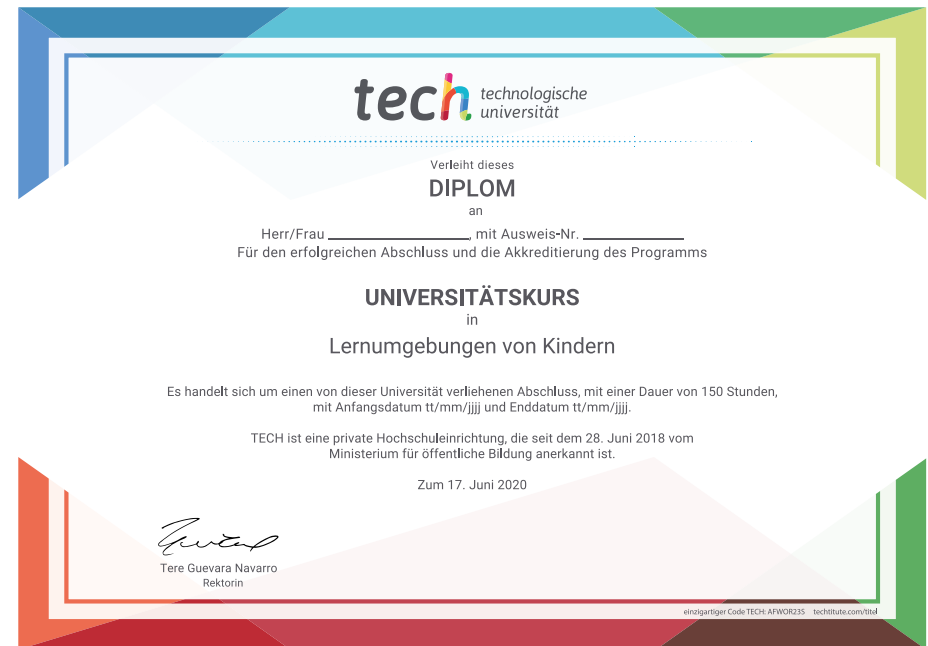 tech technologische
universität
Verleiht dieses
DIPLOM
an
Herr/Frau ____________________, mit Ausweis-Nr. ______________
Für den erfolgreichen Abschluss und die Akkreditierung des Programms
UNIVERSITÄTSKURS
in
Lernumgebungen von Kindern
Es handelt sich um einen von dieser Universität verliehenen Abschluss, mit einer Dauer von 150 Stunden,
mit Anfangsdatum tt/mm/jjjj und Enddatum tt/mm/jjjj.
TECH ist eine private Hochschuleinrichtung, die seit dem 28. Juni 2018 vom
Ministerium für öffentliche Bildung anerkannt ist.
Zum 17. Juni 2020
Tere Guevara Navarro
Rektorin
einzigartiger Code TECH: AFWOR235 techtitute.com/titel